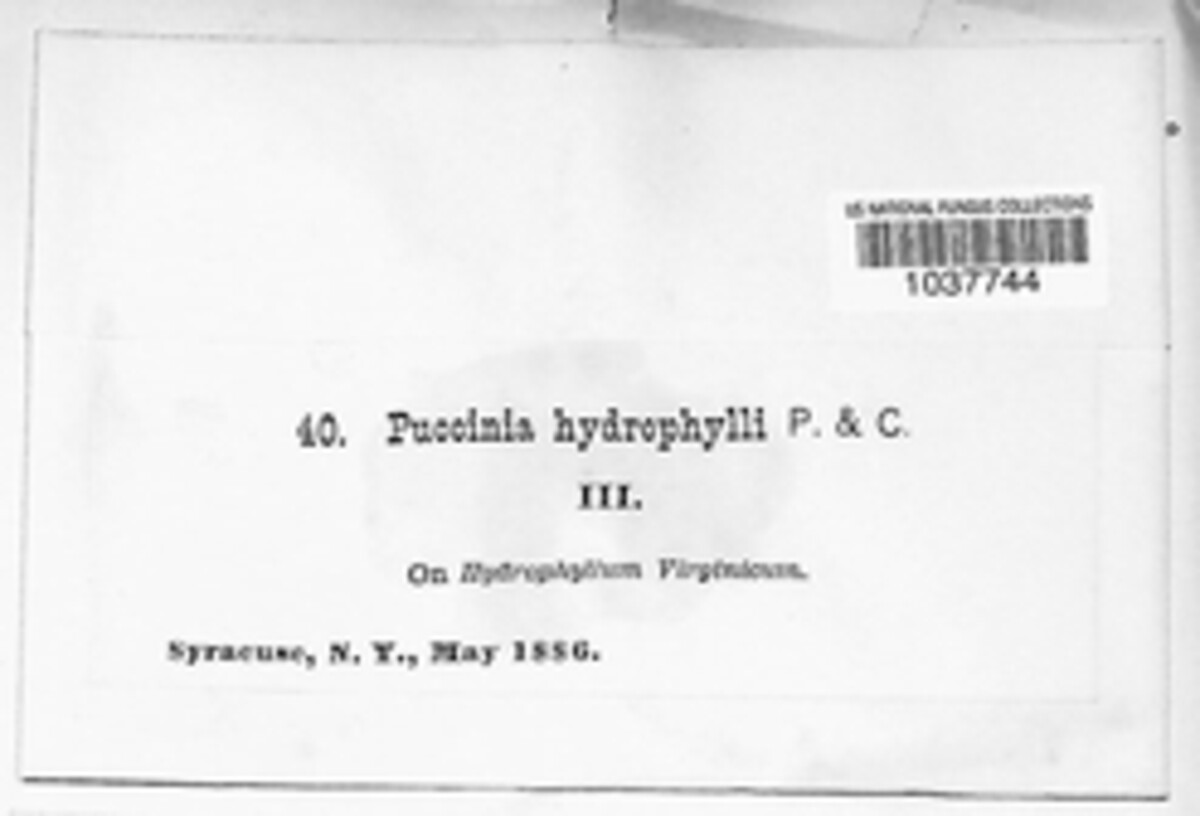 US NATIONAL FUNGUS COLLECTIONS
1037744
40. Puccinia hydrophylli P. & C.
III.
On Hydrophyllum Virginicum.
Syracuse, N. Y., May 1886.